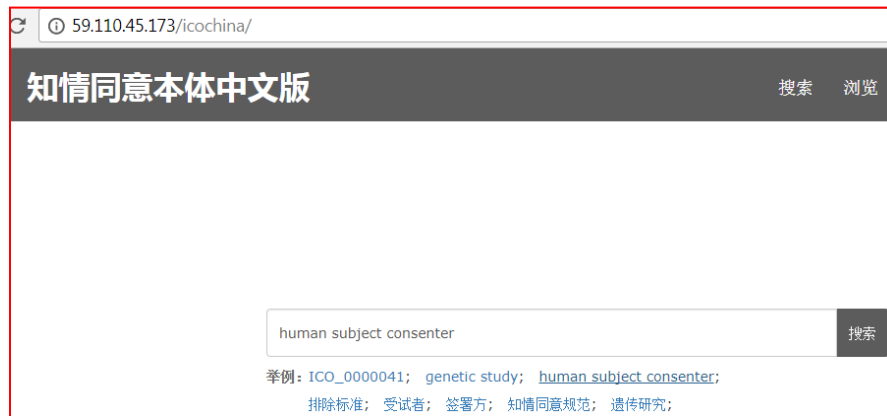 59.110.45.173/icochina/
知情同意本体中文版 搜索 浏览
human subject consenter 搜索
举例: ICO_0000041; genetic study; human subject consenter;
排除标准; 受试者; 签署方; 知情同意规范; 遗传研究;